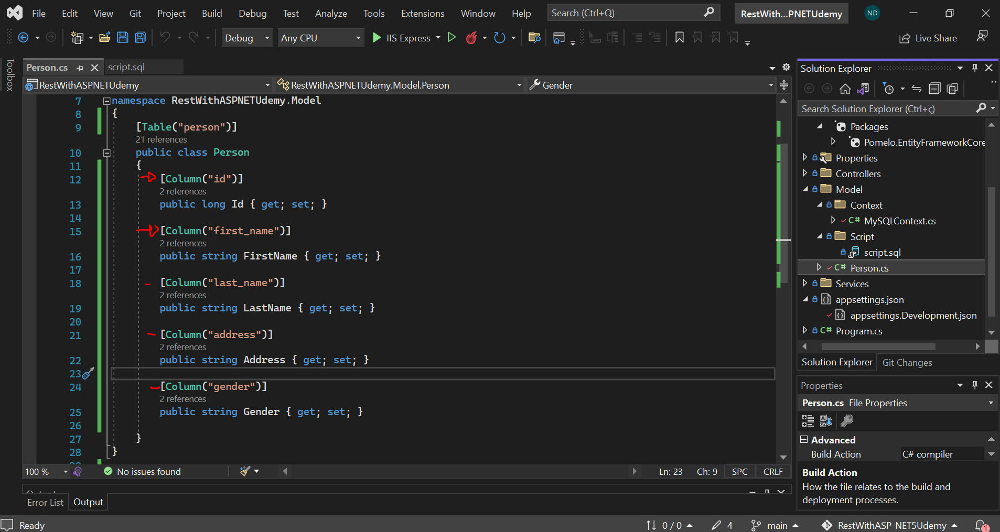 File Edit View Git Project Build Debug Test Analyze Tools Extensions Window Help Search (Ctrl+Q) RestWith...PNETUdemy ND
Debug Any CPU IIS Express Live Share
Toolbox
Person.cs script.sql
RestWithASPNETUdemy RestWithASPNETUdemy.Model.Person Gender
7 namespace RestWithASPNETUdemy.Model
8 {
9 [Table("person")]
21 references
10 public class Person
11 {
12 [Column("id")]
2 references
13 public long Id { get; set; }
14
15 [Column("first_name")]
2 references
16 public string FirstName { get; set; }
17
18 [Column("last_name")]
2 references
19 public string LastName { get; set; }
20
21 [Column("address")]
2 references
22 public string Address { get; set; }
23
24 [Column("gender")]
2 references
25 public string Gender { get; set; }
26
27 }
28 }
100 % No issues found Ln: 23 Ch: 9 SPC CRLF
Output
Error List Output
Solution Explorer
Search Solution Explorer (Ctrl+ç)
Packages
Pomelo.EntityFrameworkCore
Properties
Controllers
Model
Context
C# MySQLContext.cs
Script
script.sql
C# Person.cs
Services
appsettings.json
appsettings.Development.json
C# Program.cs
Solution Explorer Git Changes
Properties
Person.cs File Properties
Advanced
Build Action C# compiler
Build Action
How the file relates to the build and
deployment processes.
Ready 0 / 0 4 main RestWithASP-NET5Udemy 1